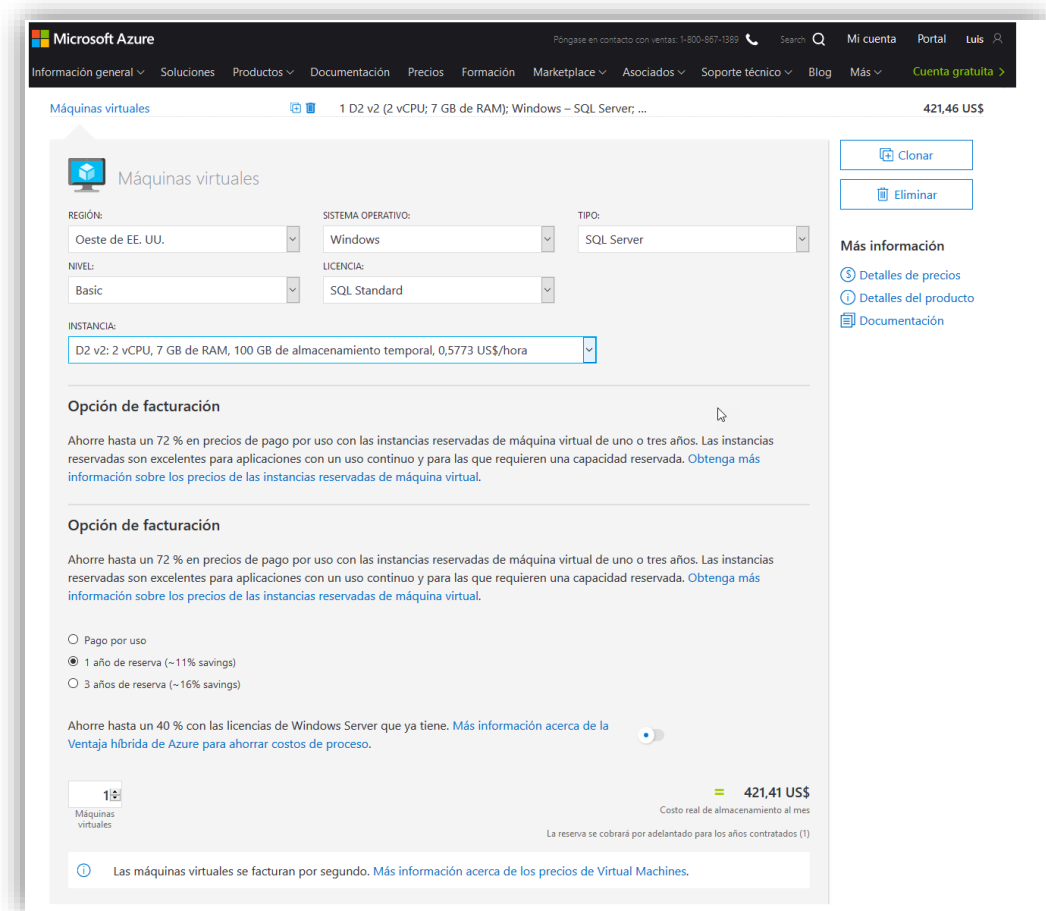 Microsoft Azure
Póngase en contacto con ventas: 1-800-867-1389 Search Mi cuenta Portal Luis
Información general Soluciones Productos Documentación Precios Formación Marketplace Asociados Soporte técnico Blog Más Cuenta gratuita >
Máquinas virtuales 1 D2 v2 (2 vCPU; 7 GB de RAM); Windows – SQL Server; ... 421,46 US$
Clonar
Eliminar
Más información
Detalles de precios
Detalles del producto
Documentación
Máquinas virtuales
REGIÓN: SISTEMA OPERATIVO: TIPO:
Oeste de EE. UU. Windows SQL Server
NIVEL: LICENCIA:
Basic SQL Standard
INSTANCIA:
D2 v2: 2 vCPU, 7 GB de RAM, 100 GB de almacenamiento temporal, 0,5773 US$/hora
Opción de facturación
Ahorre hasta un 72 % en precios de pago por uso con las instancias reservadas de máquina virtual de uno o tres años. Las instancias
reservadas son excelentes para aplicaciones con un uso continuo y para las que requieren una capacidad reservada. Obtenga más
información sobre los precios de las instancias reservadas de máquina virtual.
Opción de facturación
Ahorre hasta un 72 % en precios de pago por uso con las instancias reservadas de máquina virtual de uno o tres años. Las instancias
reservadas son excelentes para aplicaciones con un uso continuo y para las que requieren una capacidad reservada. Obtenga más
información sobre los precios de las instancias reservadas de máquina virtual.
Pago por uso
1 año de reserva (~11% savings)
3 años de reserva (~16% savings)
Ahorre hasta un 40 % con las licencias de Windows Server que ya tiene. Más información acerca de la
Ventaja híbrida de Azure para ahorrar costos de proceso.
1
Máquinas
virtuales
= 421,41 US$
Costo real de almacenamiento al mes
La reserva se cobrará por adelantado para los años contratados (1)
Las máquinas virtuales se facturan por segundo. Más información acerca de los precios de Virtual Machines.